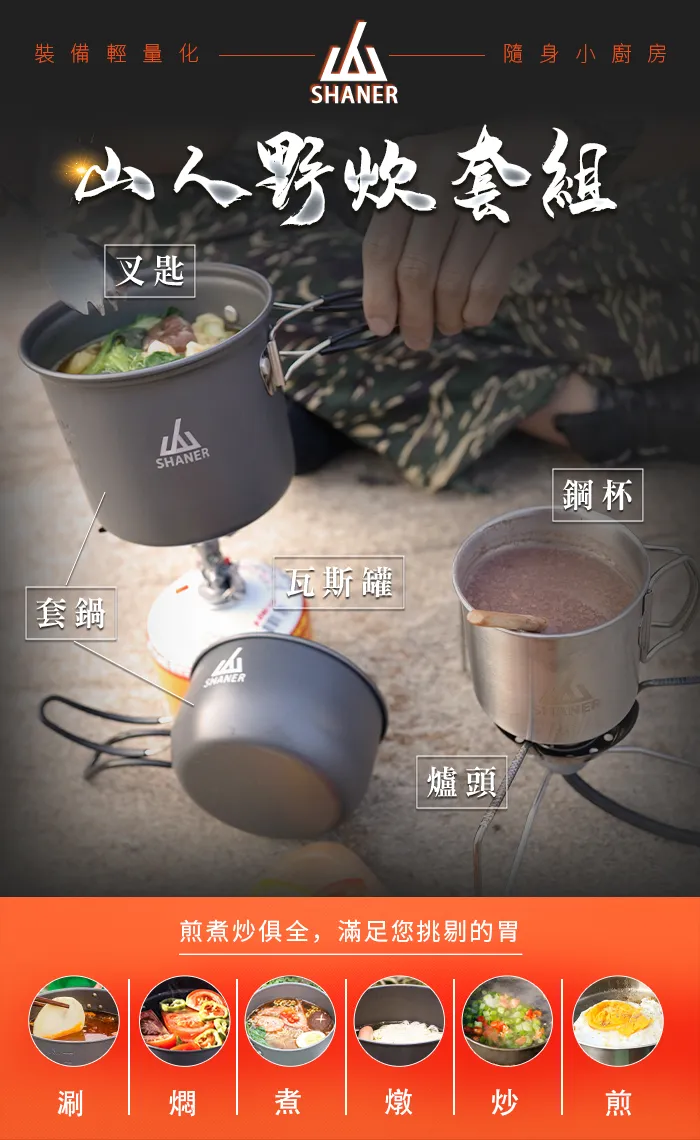 裝備輕量化
隨身小廚房
SHANER
山人野炊套組
叉匙
SHANER
鋼杯
瓦斯罐
套鍋
SHANER
SHANER
爐頭
煎煮炒俱全，滿足您挑剔的胃
涮
燜
煮
燉
炒
煎